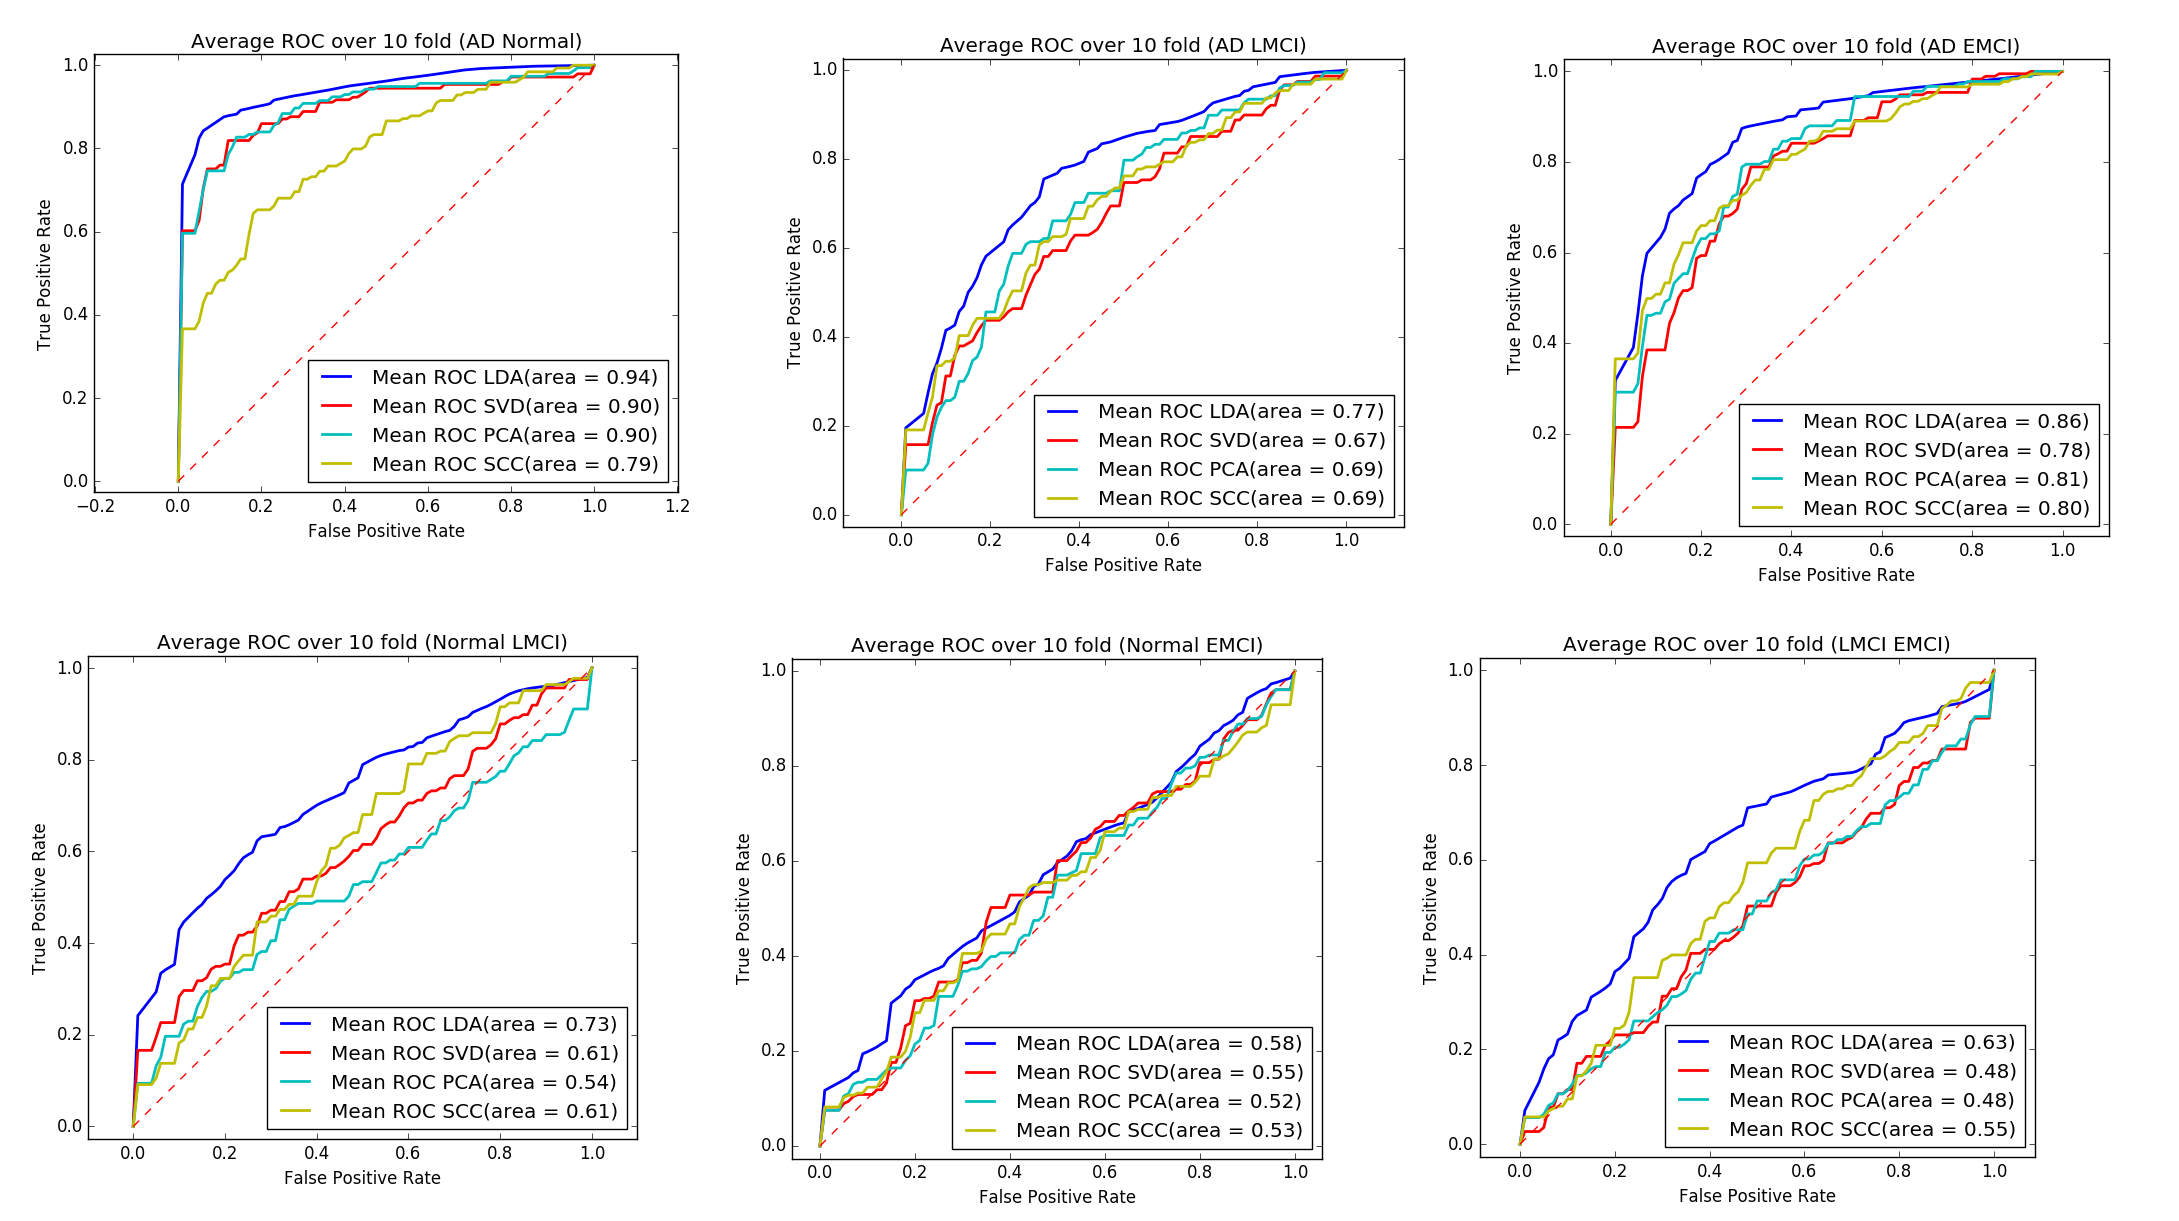 Average ROC over 10 fold (AD Normal)
True Positive Rate
1.0
0.8
0.6
0.4
0.2
0.0
Mean ROC LDA(area = 0.94)
Mean ROC SVD(area = 0.90)
Mean ROC PCA(area = 0.90)
Mean ROC SCC(area = 0.79)
−0.2 0.0 0.2 0.4 0.6 0.8 1.0 1.2
False Positive Rate
Average ROC over 10 fold (AD LMCI)
True Positive Rate
1.0
0.8
0.6
0.4
0.2
0.0
Mean ROC LDA(area = 0.77)
Mean ROC SVD(area = 0.67)
Mean ROC PCA(area = 0.69)
Mean ROC SCC(area = 0.69)
0.0 0.2 0.4 0.6 0.8 1.0
False Positive Rate
Average ROC over 10 fold (AD EMCI)
True Positive Rate
1.0
0.8
0.6
0.4
0.2
0.0
Mean ROC LDA(area = 0.86)
Mean ROC SVD(area = 0.78)
Mean ROC PCA(area = 0.81)
Mean ROC SCC(area = 0.80)
0.0 0.2 0.4 0.6 0.8 1.0
False Positive Rate
Average ROC over 10 fold (Normal LMCI)
True Positive Rate
1.0
0.8
0.6
0.4
0.2
0.0
Mean ROC LDA(area = 0.73)
Mean ROC SVD(area = 0.61)
Mean ROC PCA(area = 0.54)
Mean ROC SCC(area = 0.61)
0.0 0.2 0.4 0.6 0.8 1.0
False Positive Rate
Average ROC over 10 fold (Normal EMCI)
True Positive Rate
1.0
0.8
0.6
0.4
0.2
0.0
Mean ROC LDA(area = 0.58)
Mean ROC SVD(area = 0.55)
Mean ROC PCA(area = 0.52)
Mean ROC SCC(area = 0.53)
0.0 0.2 0.4 0.6 0.8 1.0
False Positive Rate
Average ROC over 10 fold (LMCI EMCI)
True Positive Rate
1.0
0.8
0.6
0.4
0.2
0.0
Mean ROC LDA(area = 0.63)
Mean ROC SVD(area = 0.48)
Mean ROC PCA(area = 0.48)
Mean ROC SCC(area = 0.55)
0.0 0.2 0.4 0.6 0.8 1.0
False Positive Rate